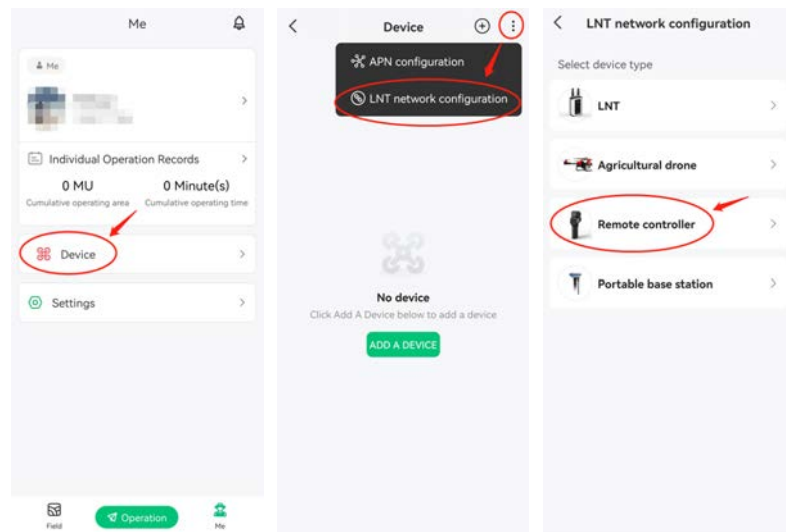 Me
Me
Individual Operation Records
0 MU
0 Minute(s)
Cumulative operating area
Cumulative operating time
Device
Settings
Field
Operation
Me
Device
APN configuration
LNT network configuration
No device
Click Add A Device below to add a device
ADD A DEVICE
LNT network configuration
Select device type
LNT
Agricultural drone
Remote controller
Portable base station